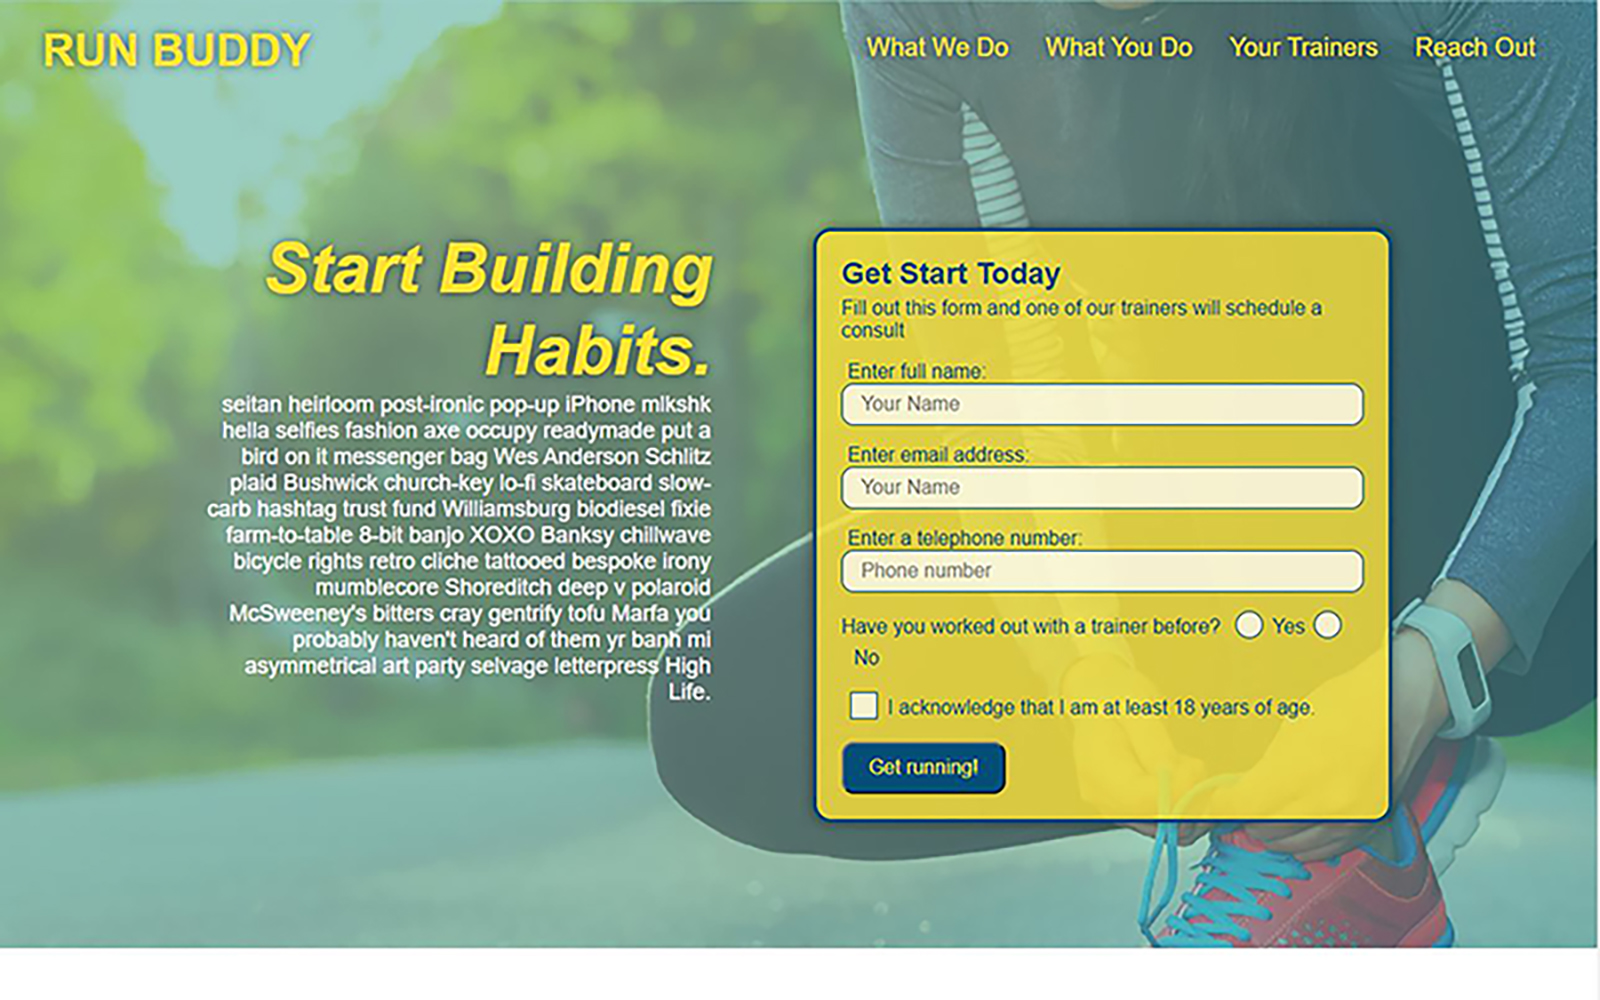 RUN BUDDY
What We Do
What You Do
Your Trainers
Reach Out
Start Building
Habits.
seitan heirloom post-ironic pop-up iPhone mlkshk
hella selfies fashion axe occupy readymade put a
bird on it messenger bag Wes Anderson Schlitz
plaid Bushwick church-key lo-fi skateboard slow-
carb hashtag trust fund Williamsburg biodiesel fixie
farm-to-table 8-bit banjo XOXO Banksy chillwave
bicycle rights retro cliche tattooed bespoke irony
mumblecore Shoreditch deep v polaroid
McSweeney's bitters cray gentrify tofu Marfa you
probably haven't heard of them yr banh mi
asymmetrical art party selvage letterpress High
Life.
Get Start Today
Fill out this form and one of our trainers will schedule a
consult
Enter full name:
Your Name
Enter email address:
Your Name
Enter a telephone number:
Phone number
Have you worked out with a trainer before? Yes
No
I acknowledge that I am at least 18 years of age.
Get running!